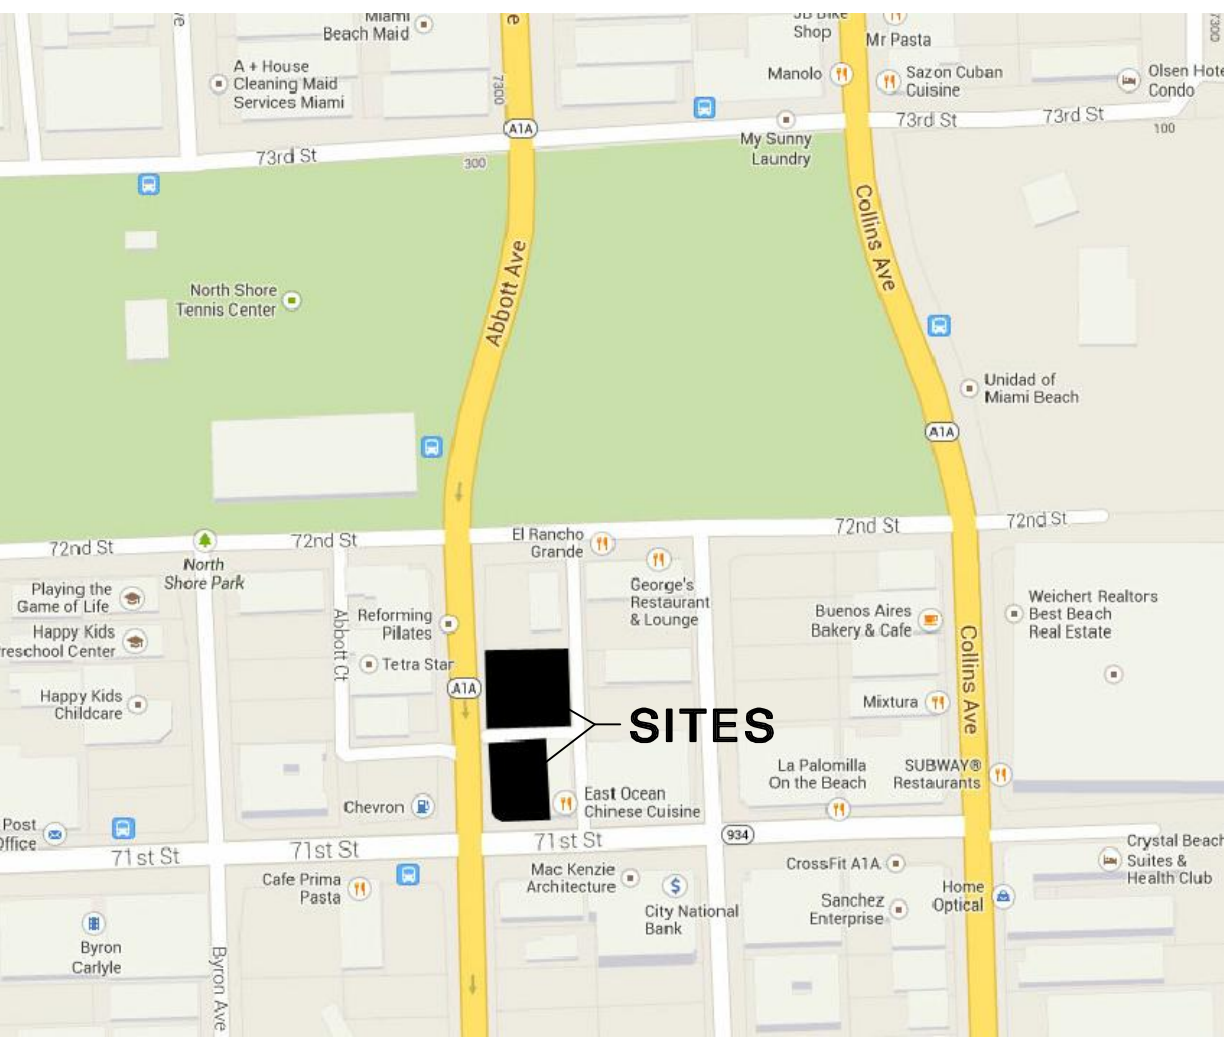 Miami
Beach Maid
JB Bike
Shop
Mr Pasta
A + House
Cleaning Maid
Services Miami
7300
Manolo
Sazon Cuban
Cuisine
Olsen Hote
Condo
7300
A1A
73rd St
73rd St
100
My Sunny
Laundry
73rd St
300
Collins Ave
Abbott Ave
North Shore
Tennis Center
Unidad of
Miami Beach
A1A
72nd St
72nd St
72nd St
72nd St
El Rancho
Grande
North
Shore Park
George's
Restaurant
& Lounge
Playing the
Game of Life
Happy Kids
reschool Center
Happy Kids
Childcare
Abbott Ct
Reforming
Pilates
Tetra Star
A1A
Buenos Aires
Bakery & Cafe
Collins Ave
Weichert Realtors
Best Beach
Real Estate
Mixtura
SITES
La Palomilla
On the Beach
SUBWAY®
Restaurants
Chevron
East Ocean
Chinese Cuisine
Post
Office
71st St
71st St
71st St
934
Crystal Beach
Suites &
Health Club
Cafe Prima
Pasta
Mac Kenzie
Architecture
City National
Bank
CrossFit A1A
Sanchez
Enterprise
Home
Optical
Byron
Carlyle
Byron Ave